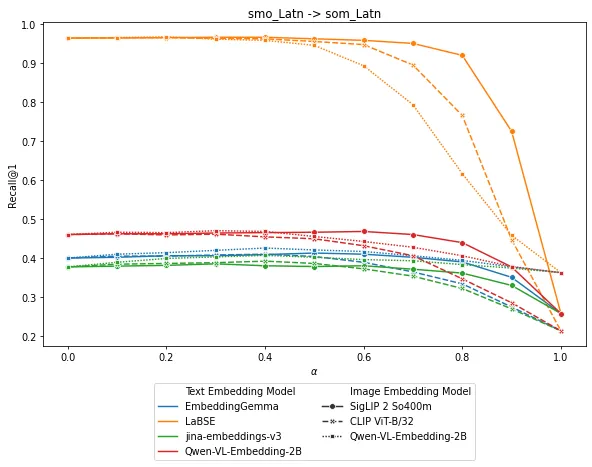 smo_Latn -> som_Latn
1.0
0.9
0.8
0.7
0.6
0.5
0.4
0.3
0.2
Recall@1
0.0 0.2 0.4 0.6 0.8 1.0
α
Text Embedding Model
EmbeddingGemma
LaBSE
jina-embeddings-v3
Qwen-VL-Embedding-2B
Image Embedding Model
SigLIP 2 So400m
CLIP ViT-B/32
Qwen-VL-Embedding-2B